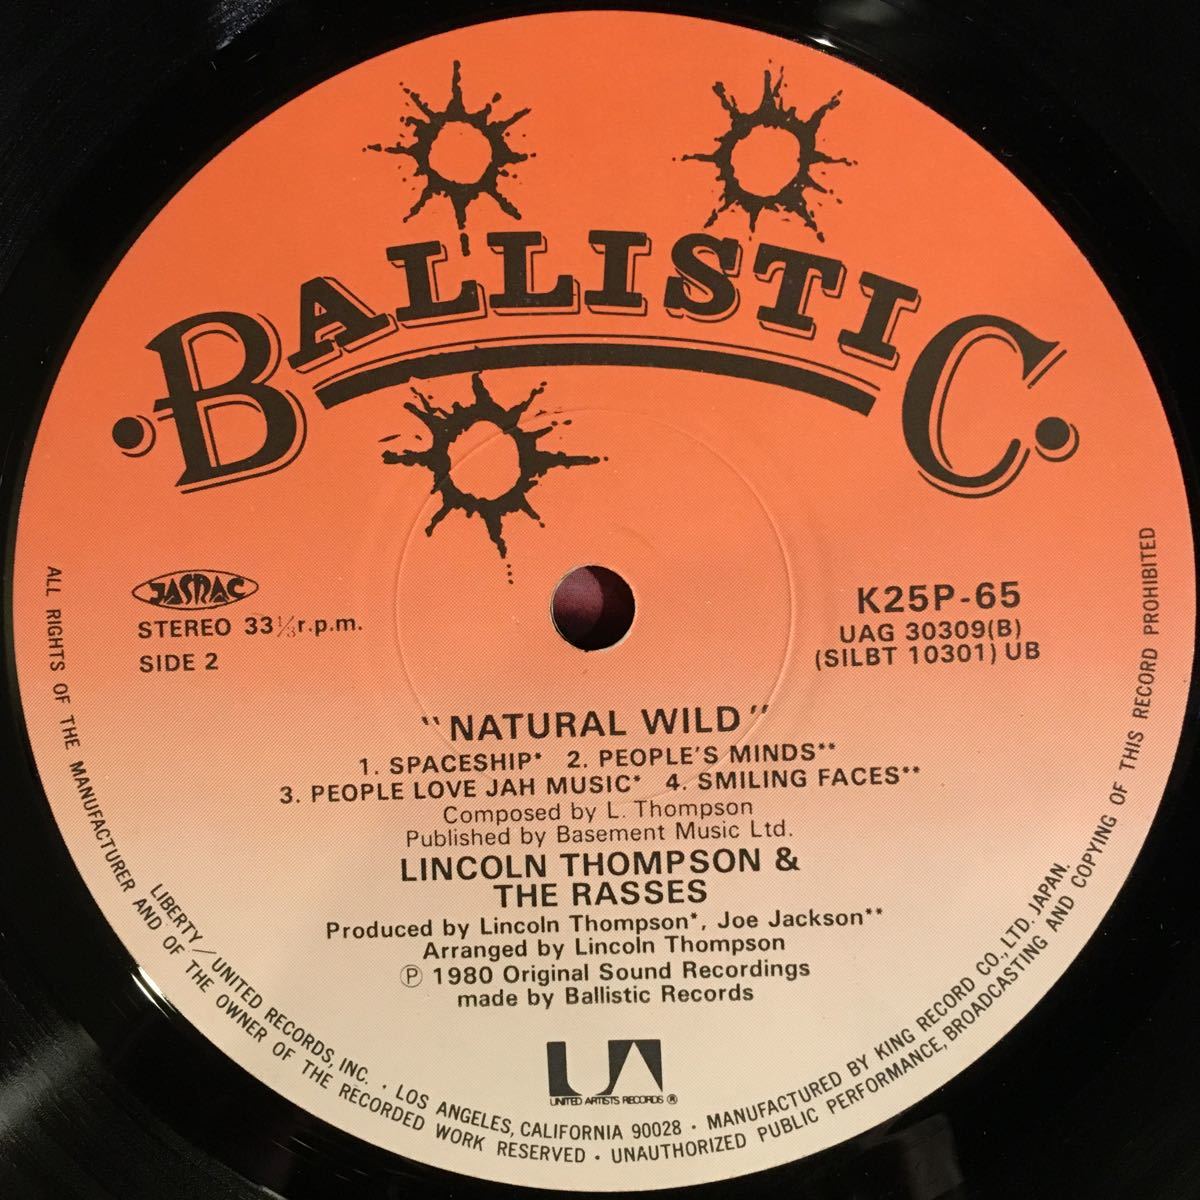 BALLISTIC
JASRAC
STEREO 33⅓ r.p.m.
SIDE 2
K25P-65
UAG 30309(B)
(SILBT 10301) UB
"NATURAL WILD"
1. SPACESHIP* 2. PEOPLE'S MINDS**
3. PEOPLE LOVE JAH MUSIC* 4. SMILING FACES**
Composed by L. Thompson
Published by Basement Music Ltd.
LINCOLN THOMPSON &
THE RASSES
Produced by Lincoln Thompson*, Joe Jackson**
Arranged by Lincoln Thompson
Ⓟ 1980 Original Sound Recordings
made by Ballistic Records
UA
UNITED ARTISTS RECORDS ®
LIBERTY/UNITED RECORDS, INC. · LOS ANGELES, CALIFORNIA 90028 · MANUFACTURED BY KING RECORD CO., LTD. JAPAN.
ALL RIGHTS OF THE MANUFACTURER AND OF THE OWNER OF THE RECORDED WORK RESERVED · UNAUTHORIZED PUBLIC PERFORMANCE, BROADCASTING AND COPYING OF THIS RECORD PROHIBITED